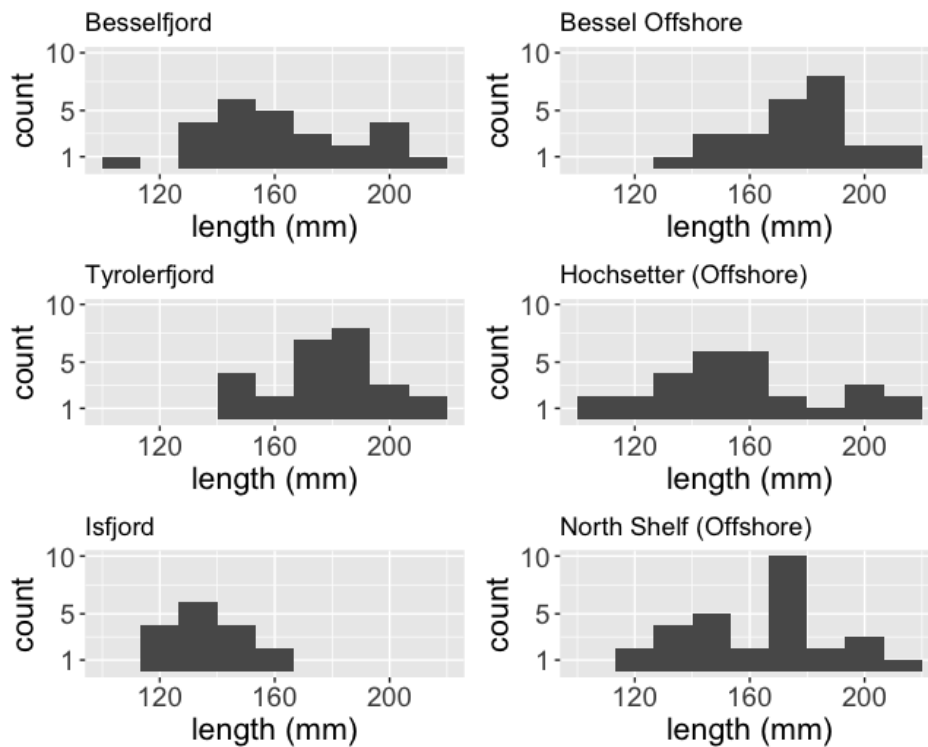 Besselfjord
10
5
1
count
120 160 200
length (mm)
Bessel Offshore
10
5
1
count
120 160 200
length (mm)
Tyrolerfjord
10
5
1
count
120 160 200
length (mm)
Hochsetter (Offshore)
10
5
1
count
120 160 200
length (mm)
Isfjord
10
5
1
count
120 160 200
length (mm)
North Shelf (Offshore)
10
5
1
count
120 160 200
length (mm)